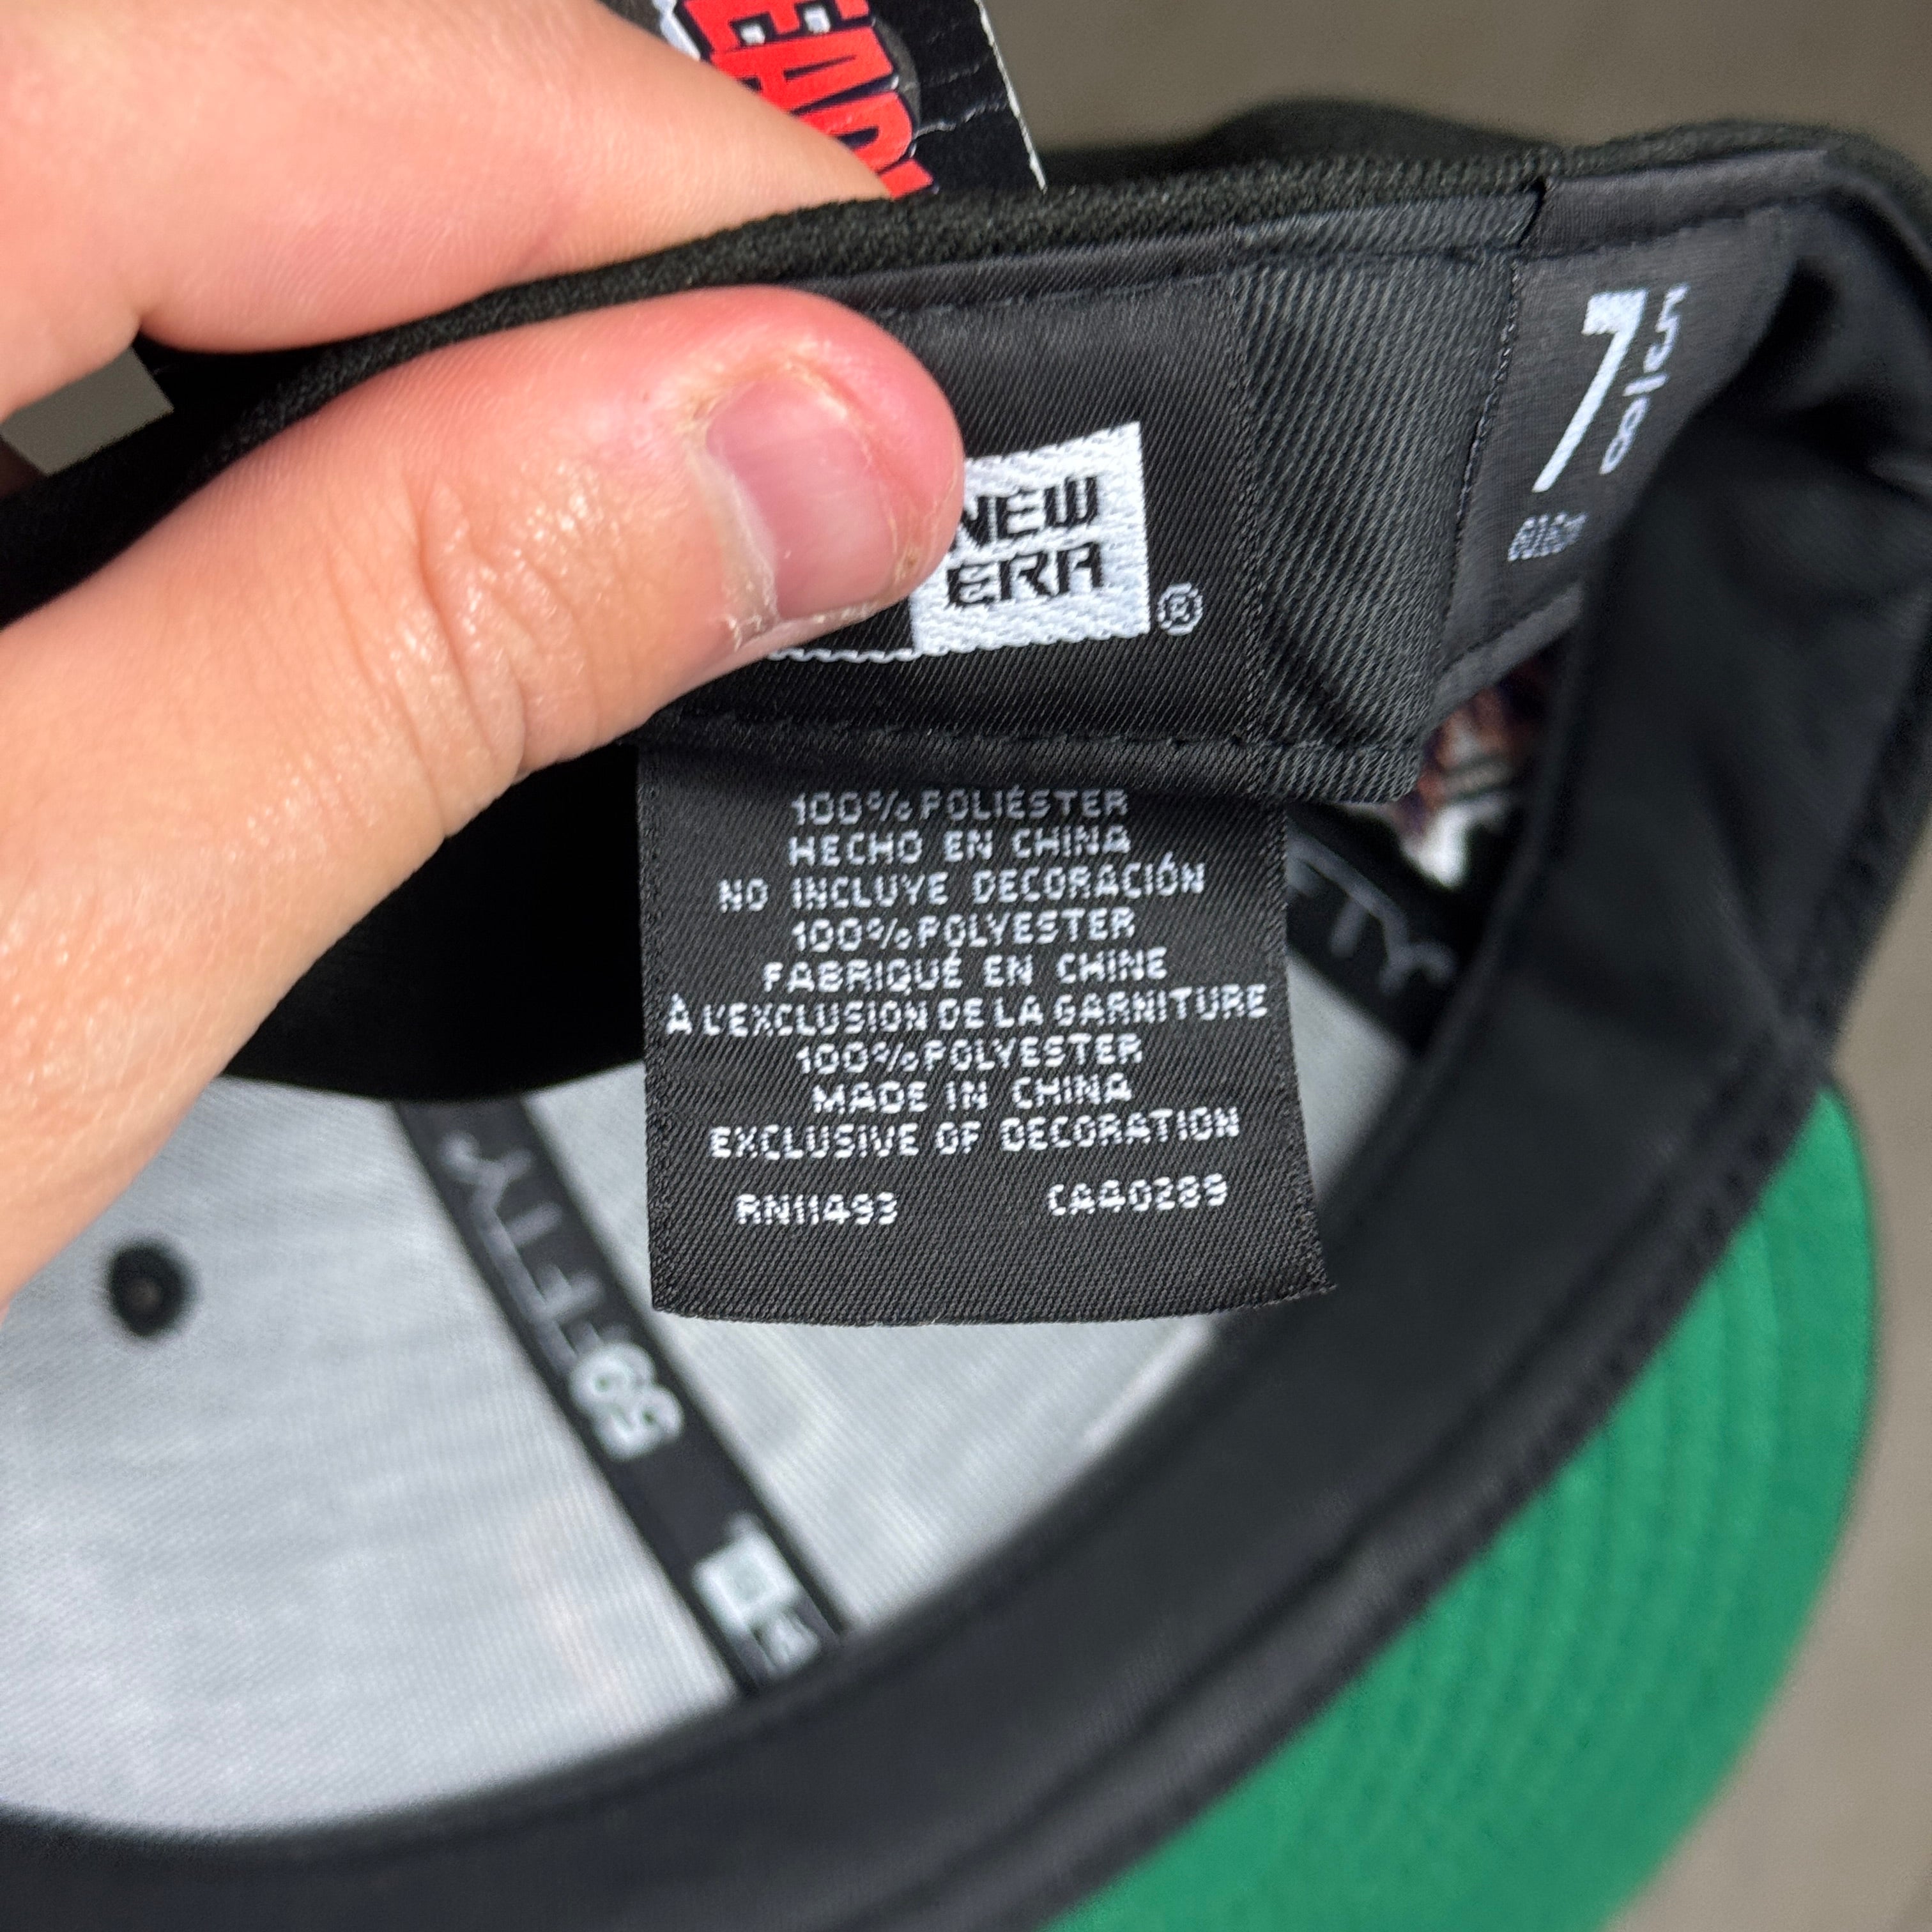 NEW
ERA
®
7 5/8
100% POLIÉSTER
HECHO EN CHINA
NO INCLUYE DECORACIÓN
100% POLYESTER
FABRIQUÉ EN CHINE
À L'EXCLUSION DE LA GARNITURE
100% POLYESTER
MADE IN CHINA
EXCLUSIVE OF DECORATION
RN11493 CA40289
59FIFTY